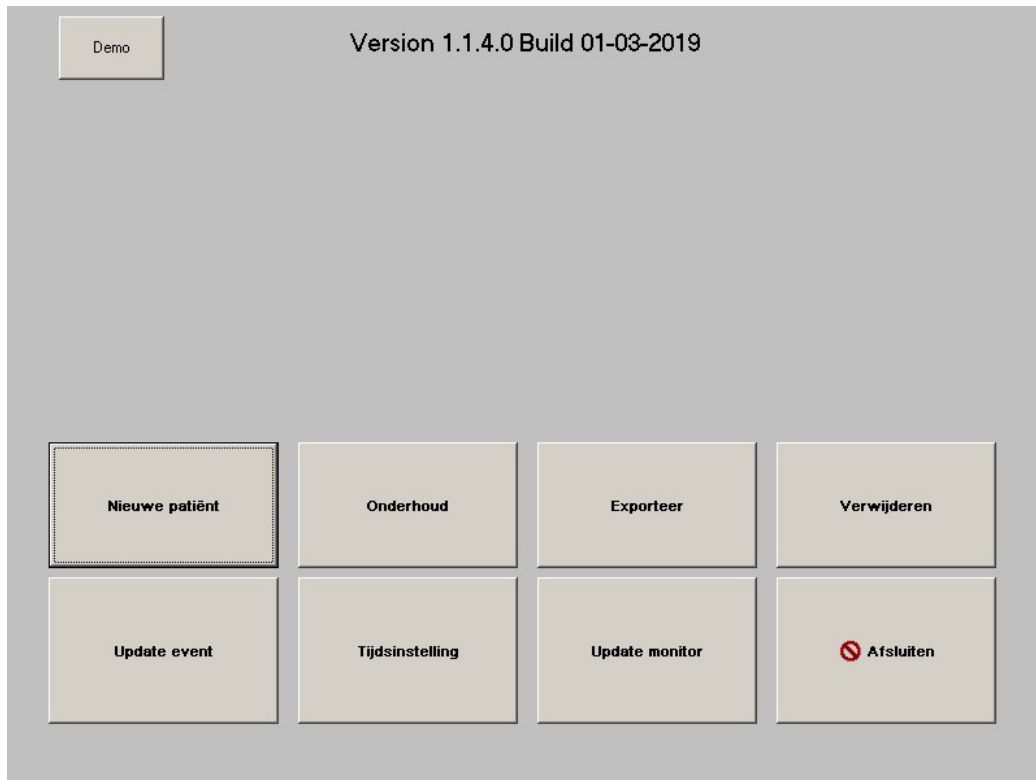 Demo
Version 1.1.4.0 Build 01-03-2019
Nieuwe patiënt
Onderhoud
Exporteer
Verwijderen
Update event
Tijdsinstelling
Update monitor
Afsluiten